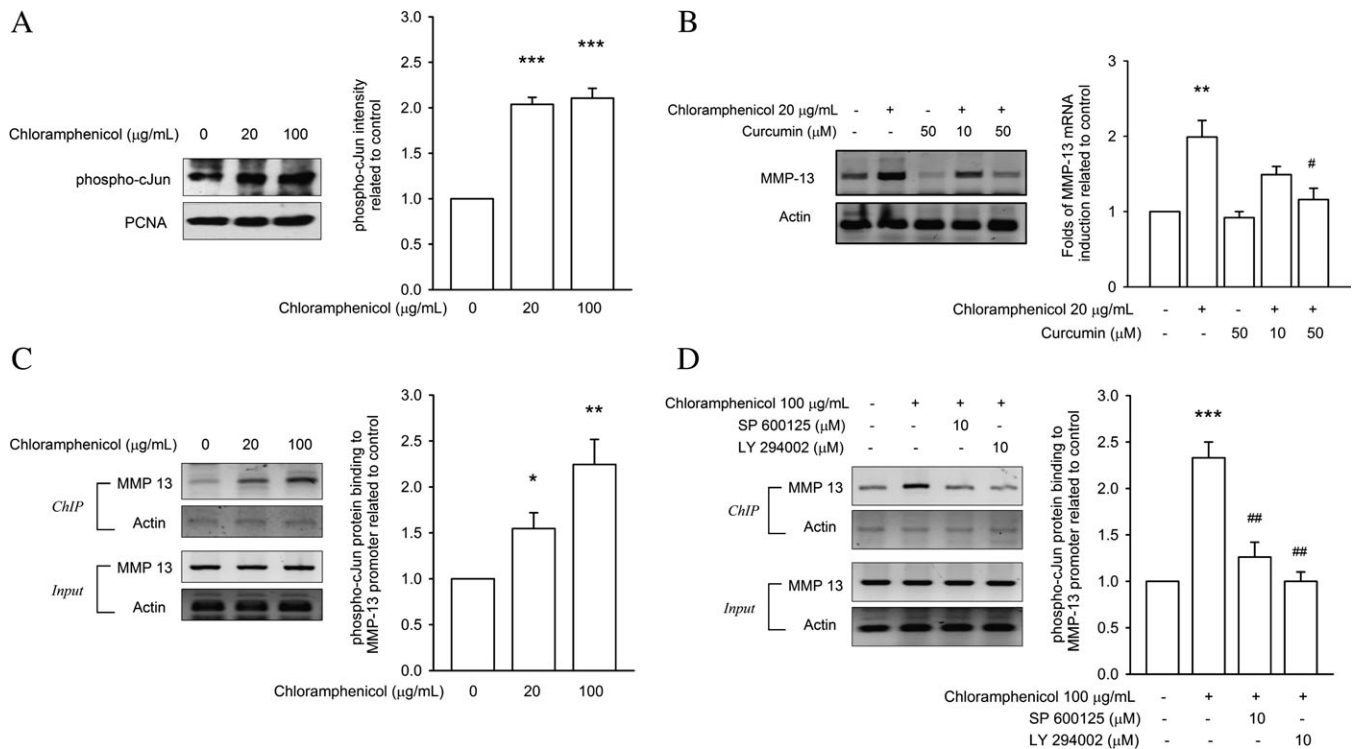 A
Chloramphenicol (μg/mL) 0 20 100
phospho-cJun
PCNA
phospho-cJun intensity
related to control
3.0
2.5
2.0
1.5
1.0
0.5
0.0
*** ***
Chloramphenicol (μg/mL) 0 20 100
B
Chloramphenicol 20 μg/mL - + - + +
Curcumin (μM) - - 50 10 50
MMP-13
Actin
Folds of MMP-13 mRNA
induction related to control
3
2
1
0
** #
Chloramphenicol 20 μg/mL - + - + +
Curcumin (μM) - - 50 10 50
C
Chloramphenicol (μg/mL) 0 20 100
ChIP
MMP 13
Actin
Input
MMP 13
Actin
phospho-cJun protein binding to
MMP-13 promoter related to control
3.0
2.5
2.0
1.5
1.0
0.5
0.0
* **
Chloramphenicol (μg/mL) 0 20 100
D
Chloramphenicol 100 μg/mL - + + +
SP 600125 (μM) - - 10
LY 294002 (μM) - - 10
ChIP
MMP 13
Actin
Input
MMP 13
Actin
phospho-cJun protein binding to
MMP-13 promoter related to control
3.0
2.5
2.0
1.5
1.0
0.5
0.0
*** ## ##
Chloramphenicol 100 μg/mL - + + +
SP 600125 (μM) - - 10
LY 294002 (μM) - - 10